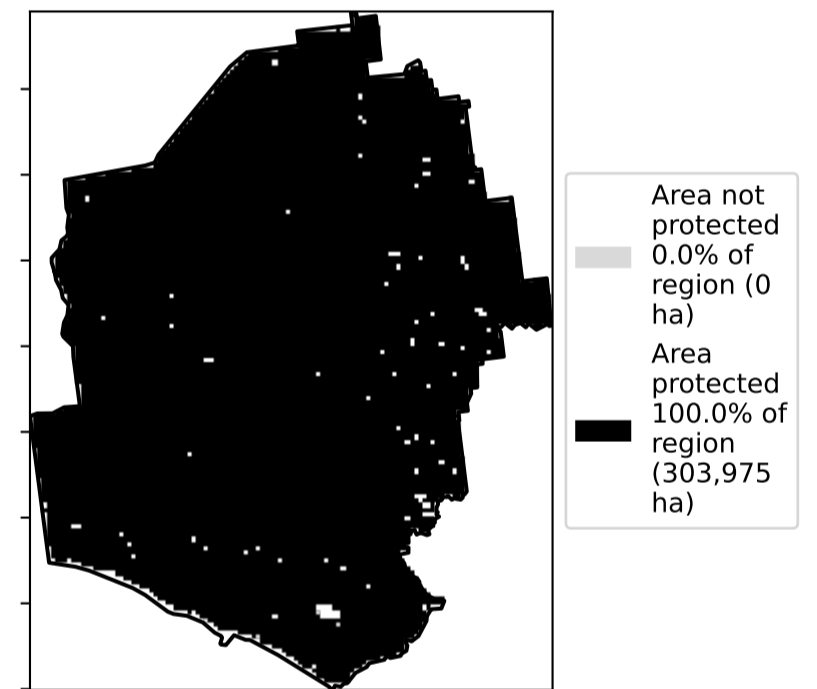 Area not
protected
0.0% of
region (0
ha)
Area
protected
100.0% of
region
(303,975
ha)